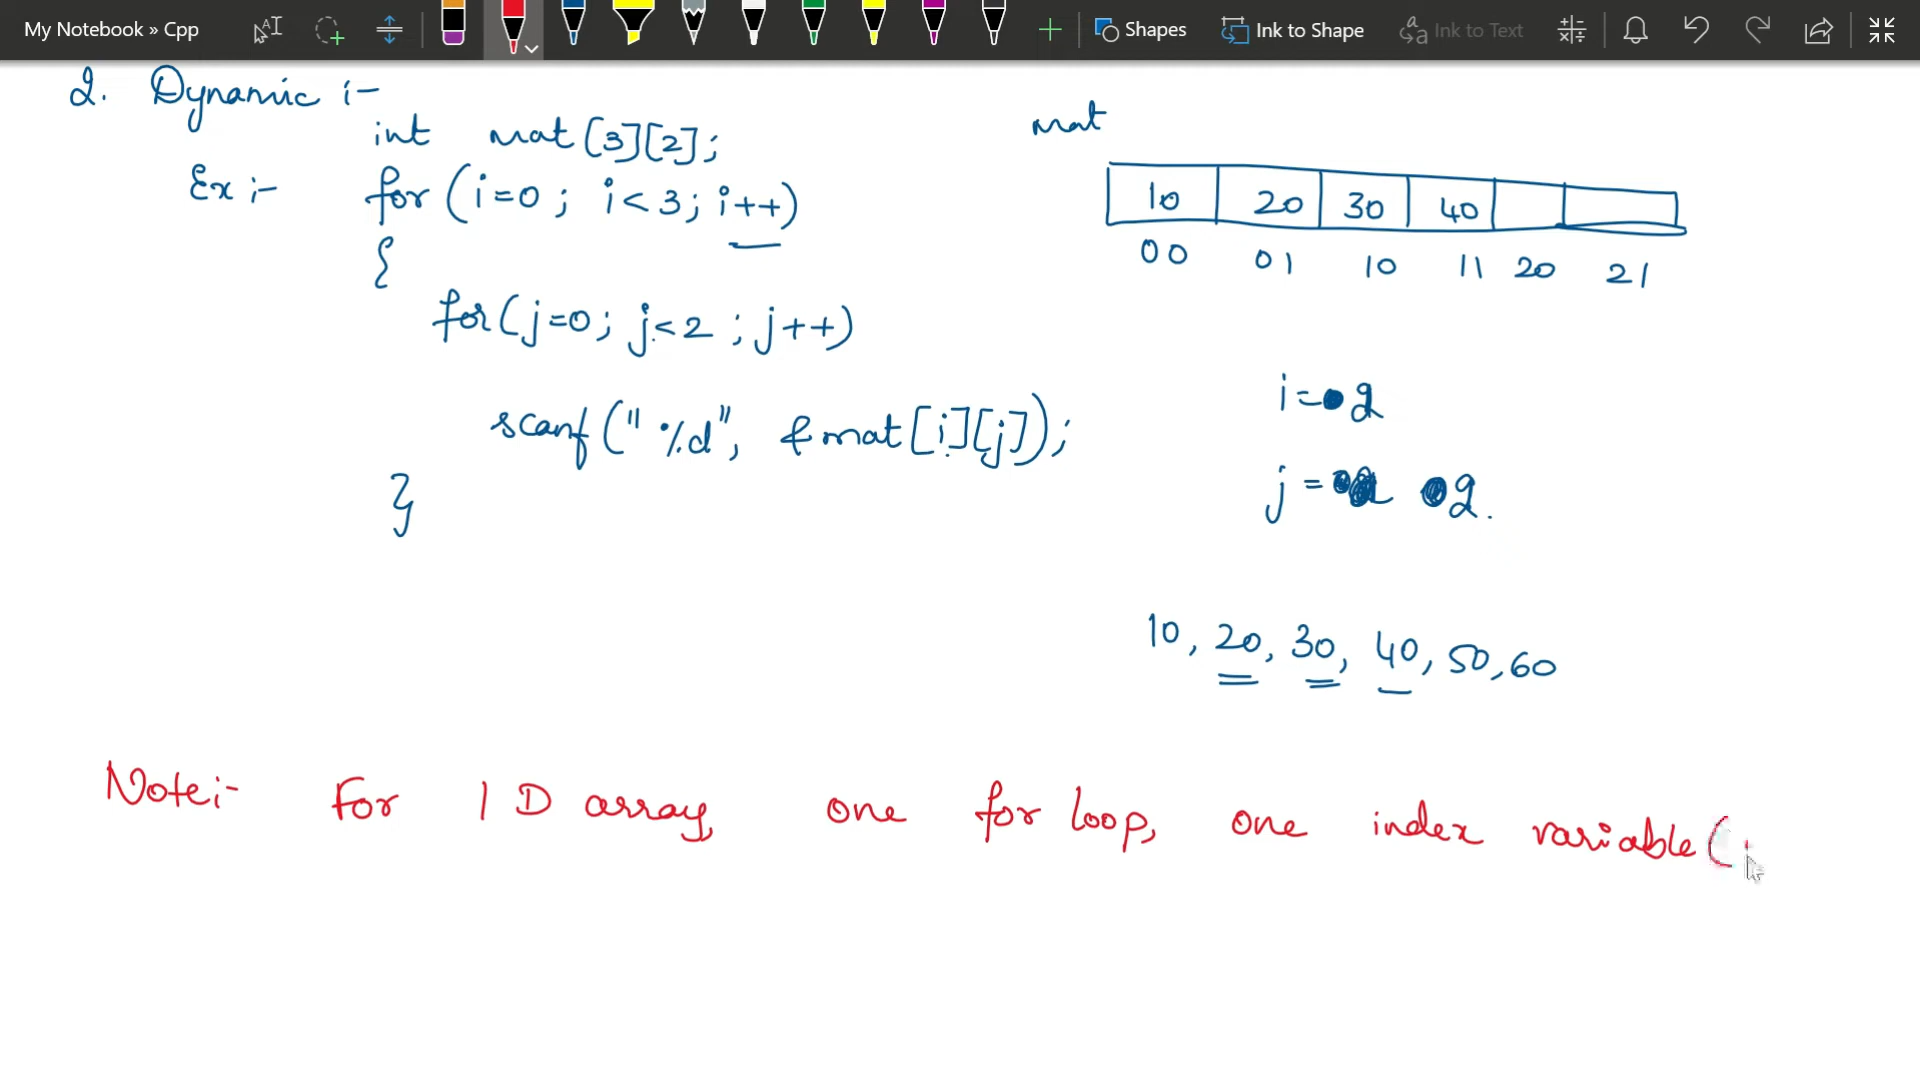 My Notebook » Cpp
Shapes
Ink to Shape
Ink to Text
2. Dynamic :-
int mat[3][2];
Ex :- for (i=0 ; i<3; i++)
{
for(j=0; j<2 ; j++)
scanf("%d", &mat[i][j]);
}
mat
10 20 30 40
00 01 10 11 20 21
i= 2
j = 2.
10, 20, 30, 40, 50, 60
Note:- For 1 D array, one for loop, one index variable(i